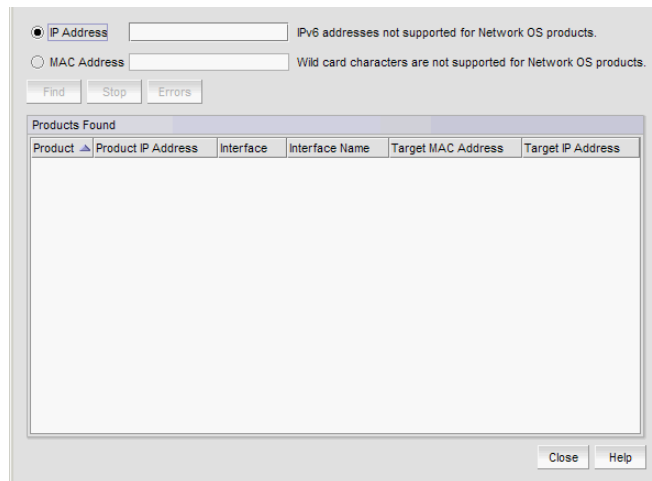 IP Address IPv6 addresses not supported for Network OS products.
MAC Address Wild card characters are not supported for Network OS products.
Find Stop Errors
Products Found
Product Product IP Address Interface Interface Name Target MAC Address Target IP Address
Close Help